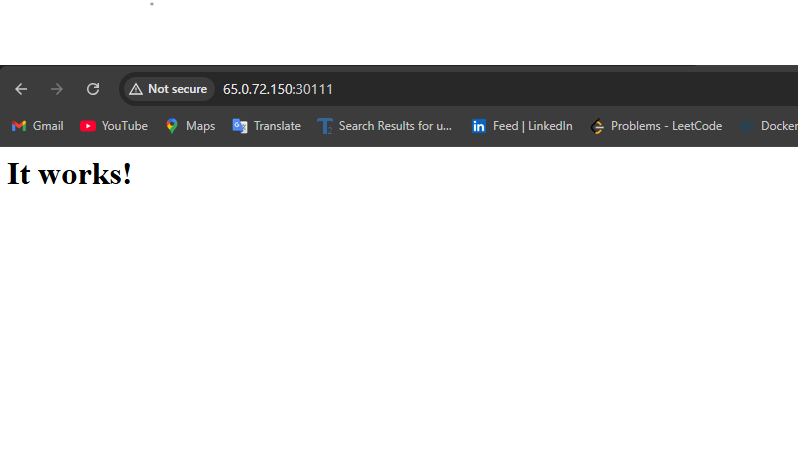 Not secure 65.0.72.150:30111
Gmail YouTube Maps Translate Search Results for u... Feed | LinkedIn Problems - LeetCode Docker
It works!